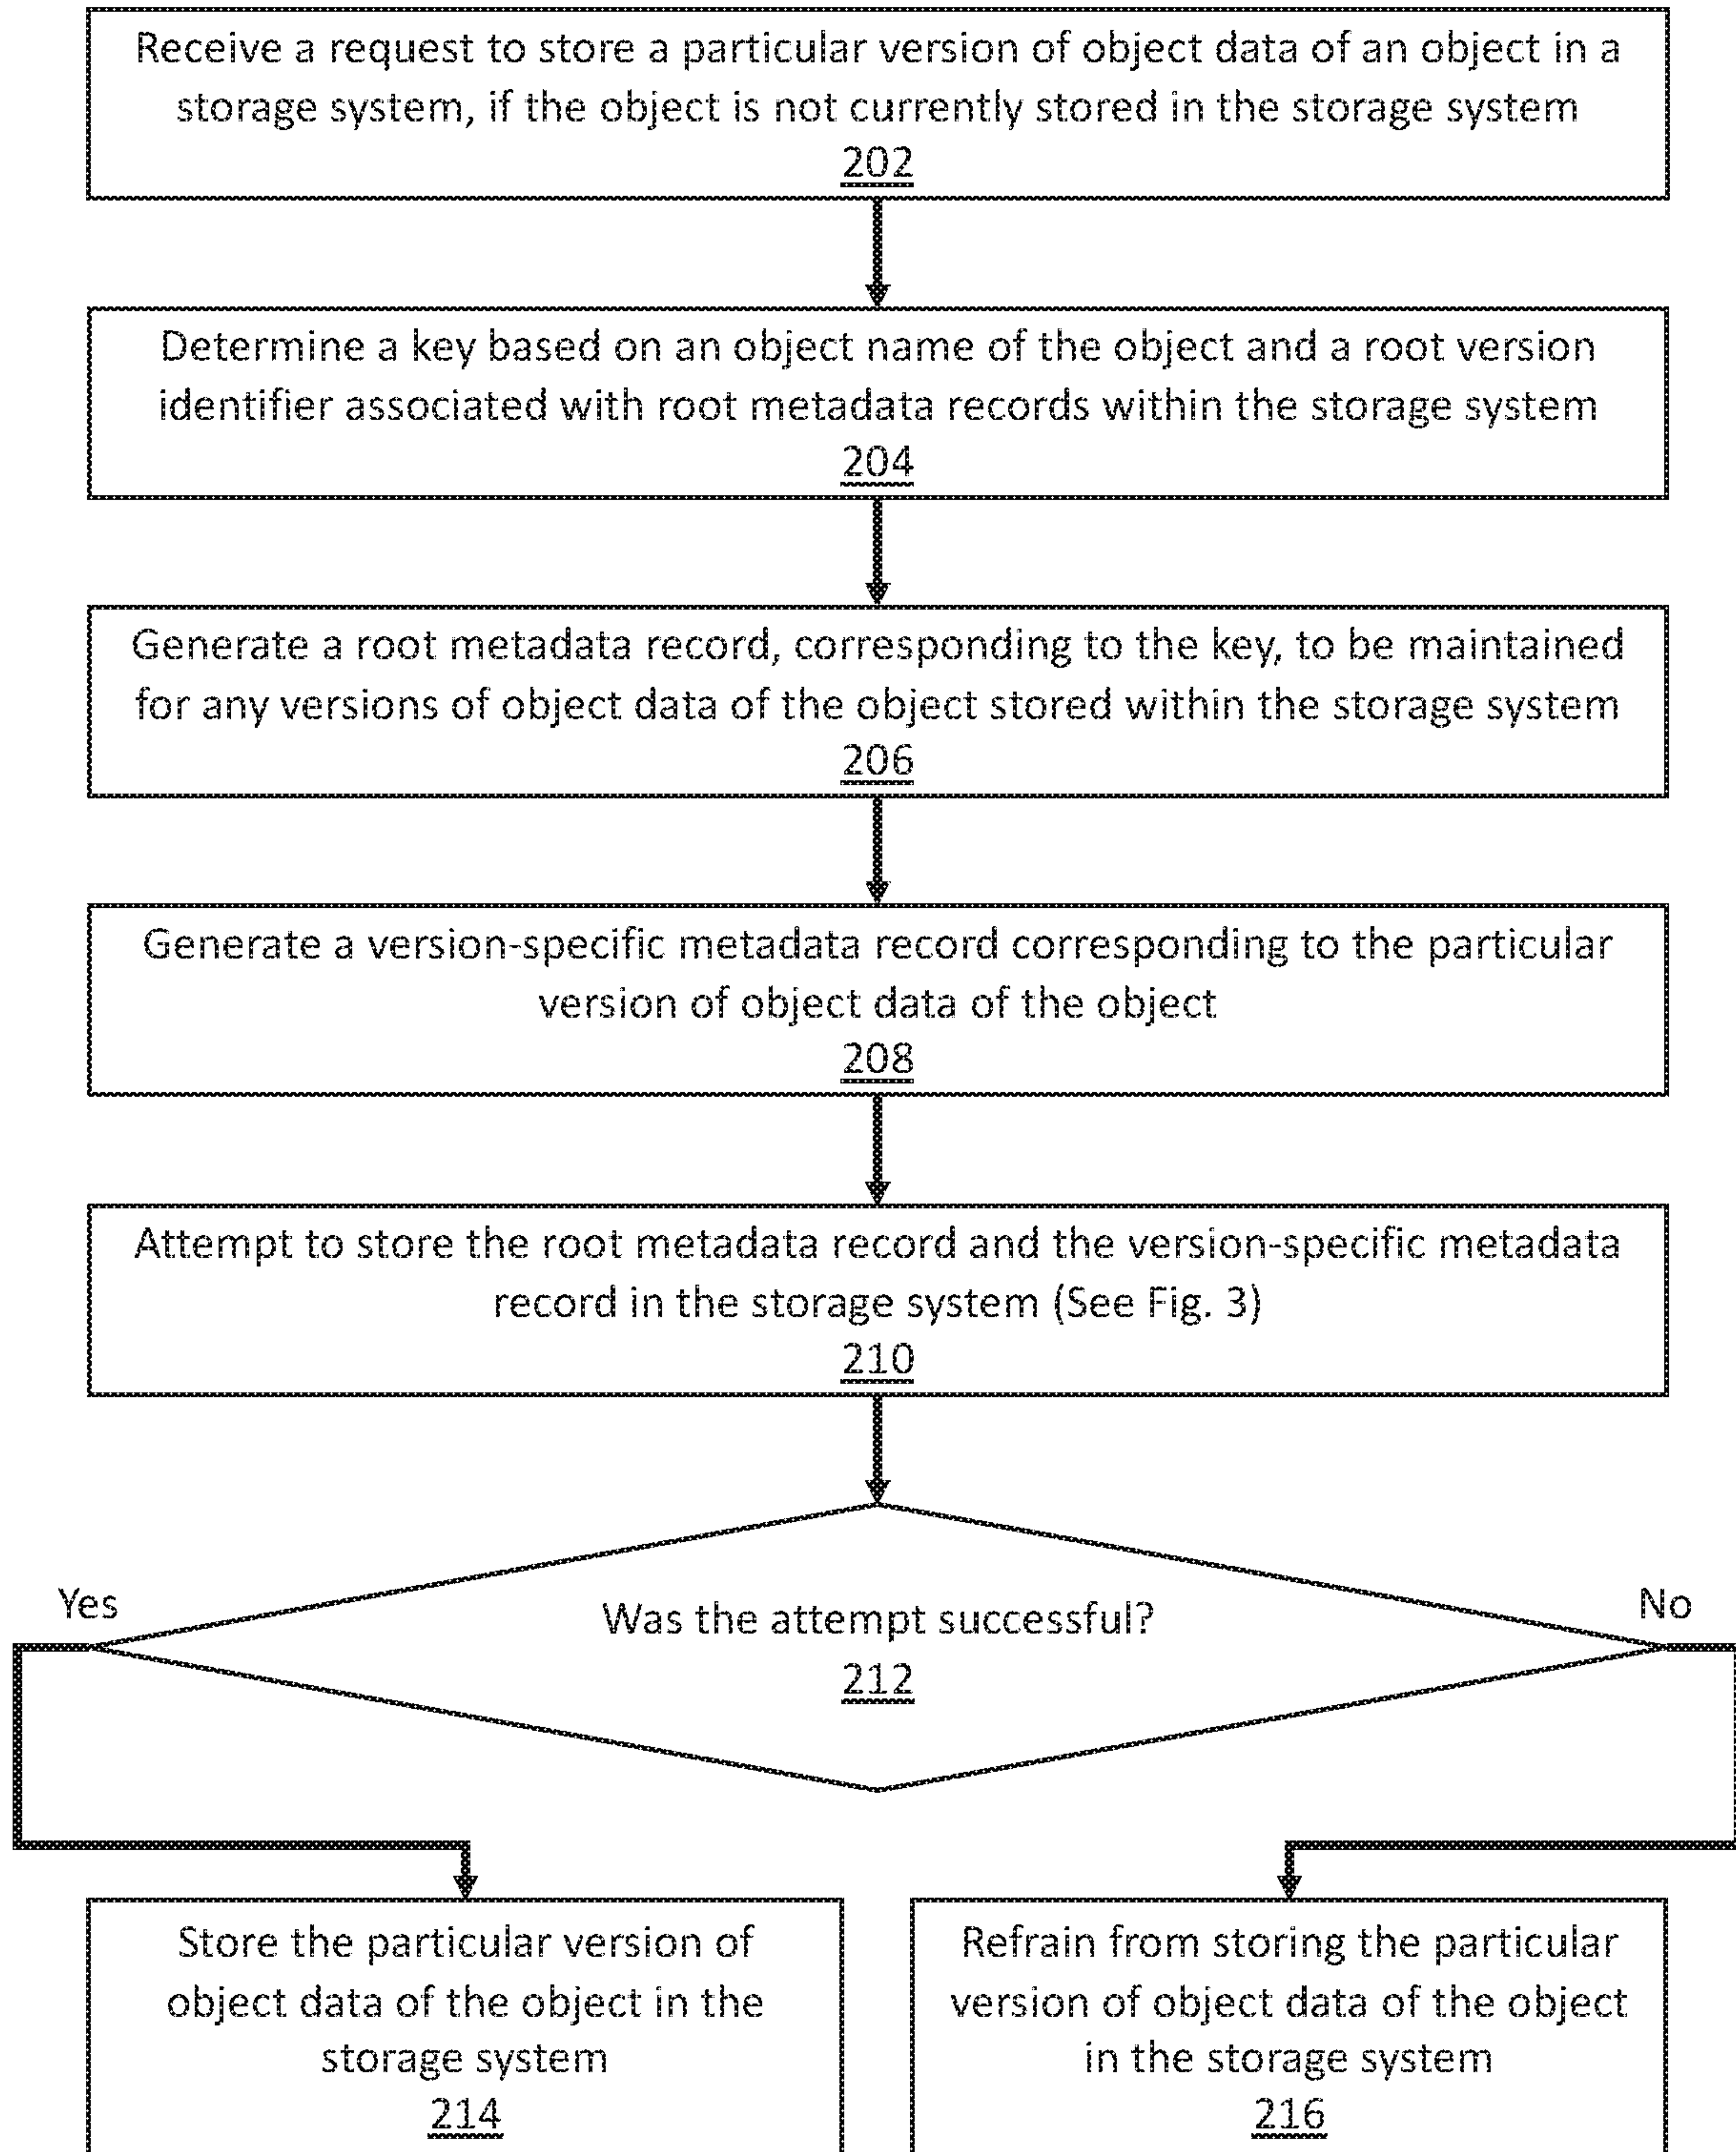 Receive a request to store a particular version of object data of an object in a
storage system, if the object is not currently stored in the storage system
202
Determine a key based on an object name of the object and a root version
identifier associated with root metadata records within the storage system
204
Generate a root metadata record, corresponding to the key, to be maintained
for any versions of object data of the object stored within the storage system
206
Generate a version-specific metadata record corresponding to the particular
version of object data of the object
208
Attempt to store the root metadata record and the version-specific metadata
record in the storage system (See Fig. 3)
210
Yes
No
Was the attempt successful?
212
Store the particular version of
object data of the object in the
storage system
214
Refrain from storing the particular
version of object data of the object
in the storage system
216